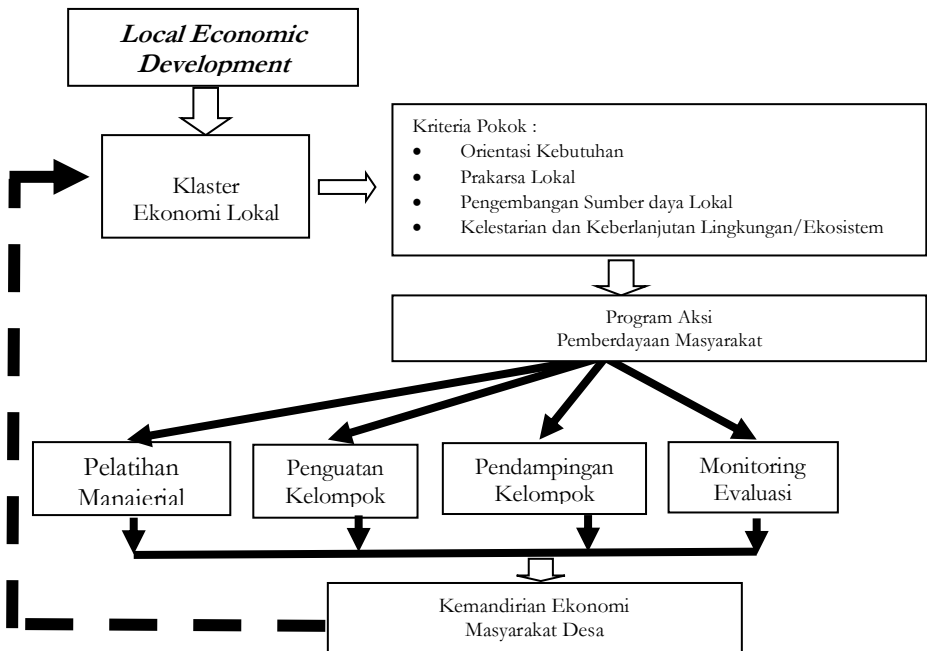 Local Economic
Development
Klaster
Ekonomi Lokal
Kriteria Pokok :
• Orientasi Kebutuhan
• Prakarsa Lokal
• Pengembangan Sumber daya Lokal
• Kelestarian dan Keberlanjutan Lingkungan/Ekosistem
Program Aksi
Pemberdayaan Masyarakat
Pelatihan
Manajerial
Penguatan
Kelompok
Pendampingan
Kelompok
Monitoring
Evaluasi
Kemandirian Ekonomi
Masyarakat Desa